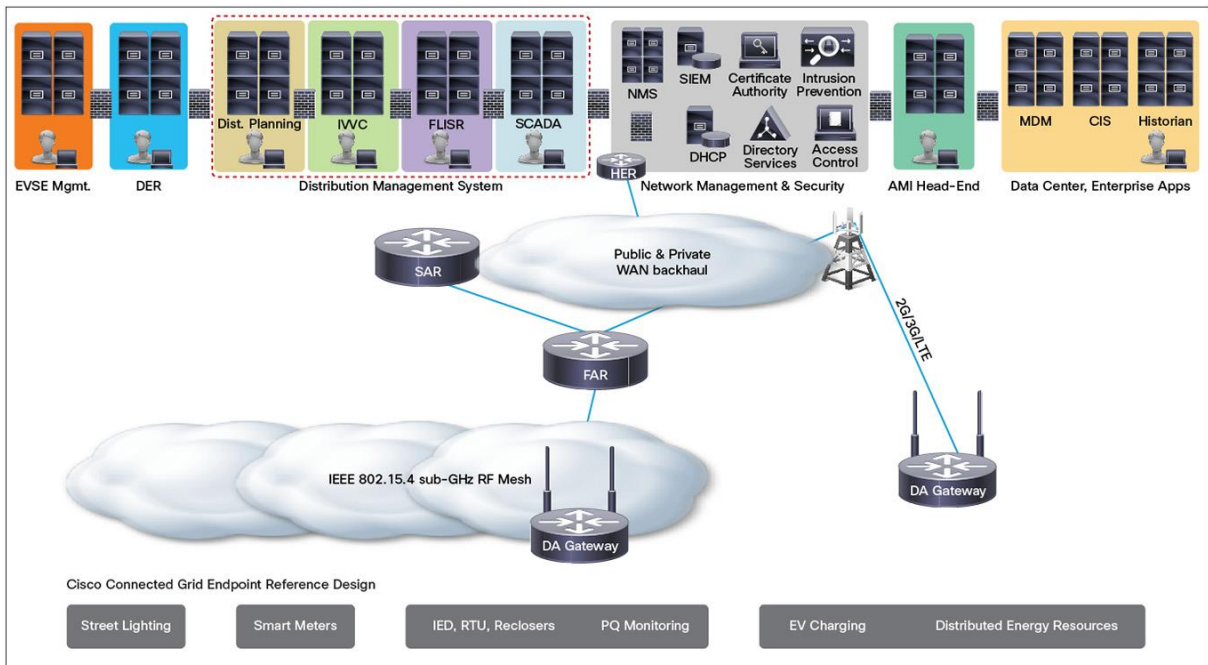 Dist. Planning
IVVC
FLISR
SCADA
NMS
SIEM
Certificate
Authority
Intrusion
Prevention
DHCP
Directory
Services
Access
Control
MDM
CIS
Historian
EVSE Mgmt.
DER
Distribution Management System
HER
Network Management & Security
AMI Head-End
Data Center, Enterprise Apps
SAR
Public & Private
WAN backhaul
2G/3G/LTE
FAR
IEEE 802.15.4 sub-GHz RF Mesh
DA Gateway
DA Gateway
Cisco Connected Grid Endpoint Reference Design
Street Lighting
Smart Meters
IED, RTU, Reclosers
PQ Monitoring
EV Charging
Distributed Energy Resources